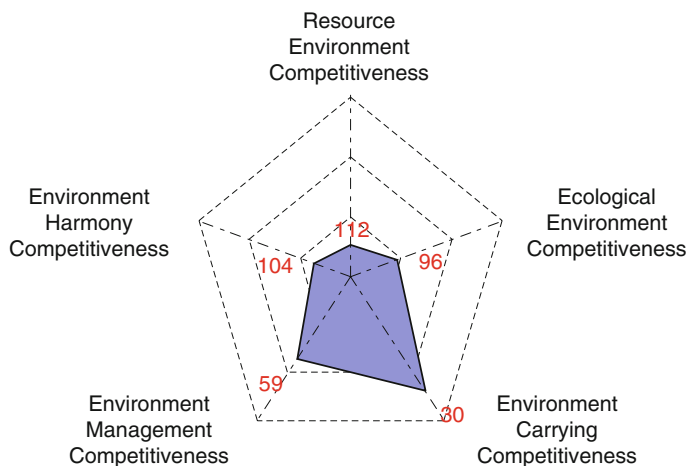 Resource
Environment
Competitiveness
Environment
Harmony
Competitiveness
Ecological
Environment
Competitiveness
112
104
96
59
30
Environment
Management
Competitiveness
Environment
Carrying
Competitiveness